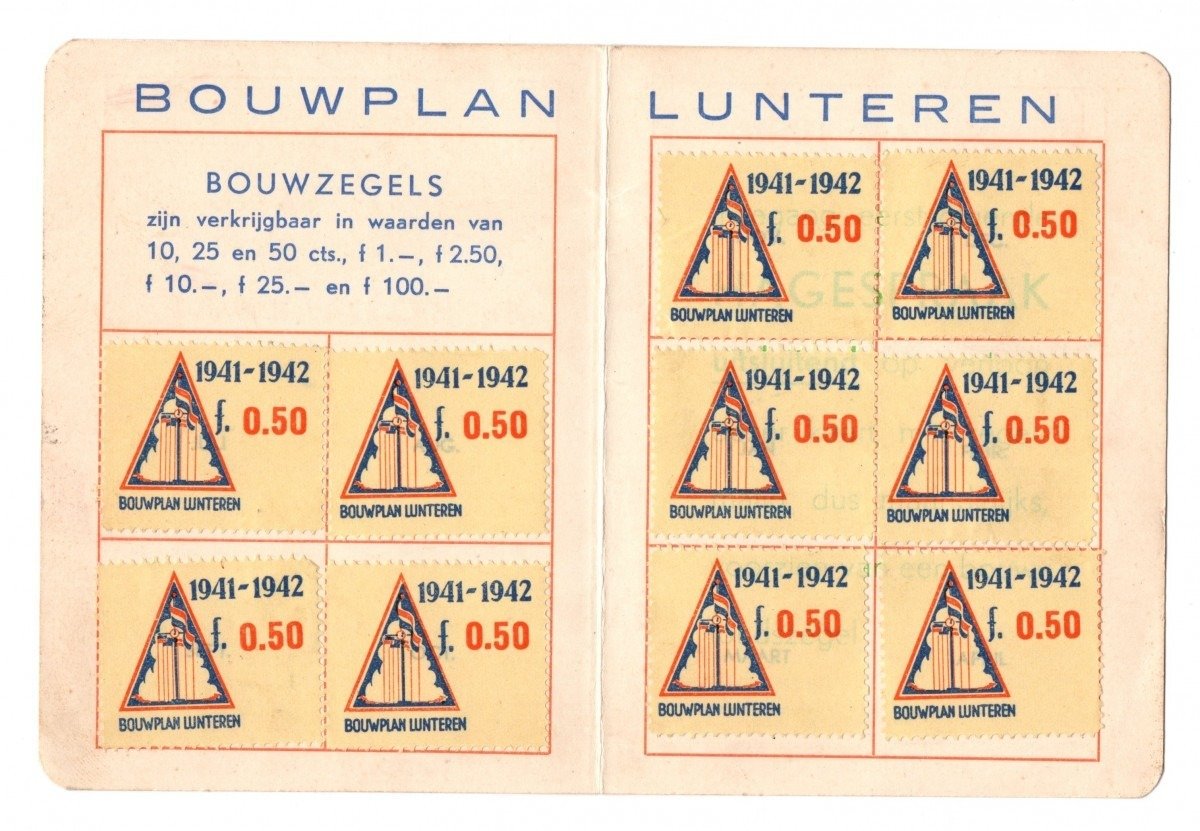 BOUWPLAN LUNTEREN
BOUWZEGELS
zijn verkrijgbaar in waarden van
10, 25 en 50 cts., f 1.–, f 2.50,
f 10.–, f 25.– en f 100.–
1941-1942
f. 0.50
BOUWPLAN LUNTEREN
1941-1942
f. 0.50
BOUWPLAN LUNTEREN
1941-1942
f. 0.50
BOUWPLAN LUNTEREN
1941-1942
f. 0.50
BOUWPLAN LUNTEREN
1941-1942
f. 0.50
BOUWPLAN LUNTEREN
1941-1942
f. 0.50
BOUWPLAN LUNTEREN
1941-1942
f. 0.50
BOUWPLAN LUNTEREN
1941-1942
f. 0.50
BOUWPLAN LUNTEREN
1941-1942
f. 0.50
BOUWPLAN LUNTEREN
MAART
1941-1942
f. 0.50
BOUWPLAN LUNTEREN
APRIL